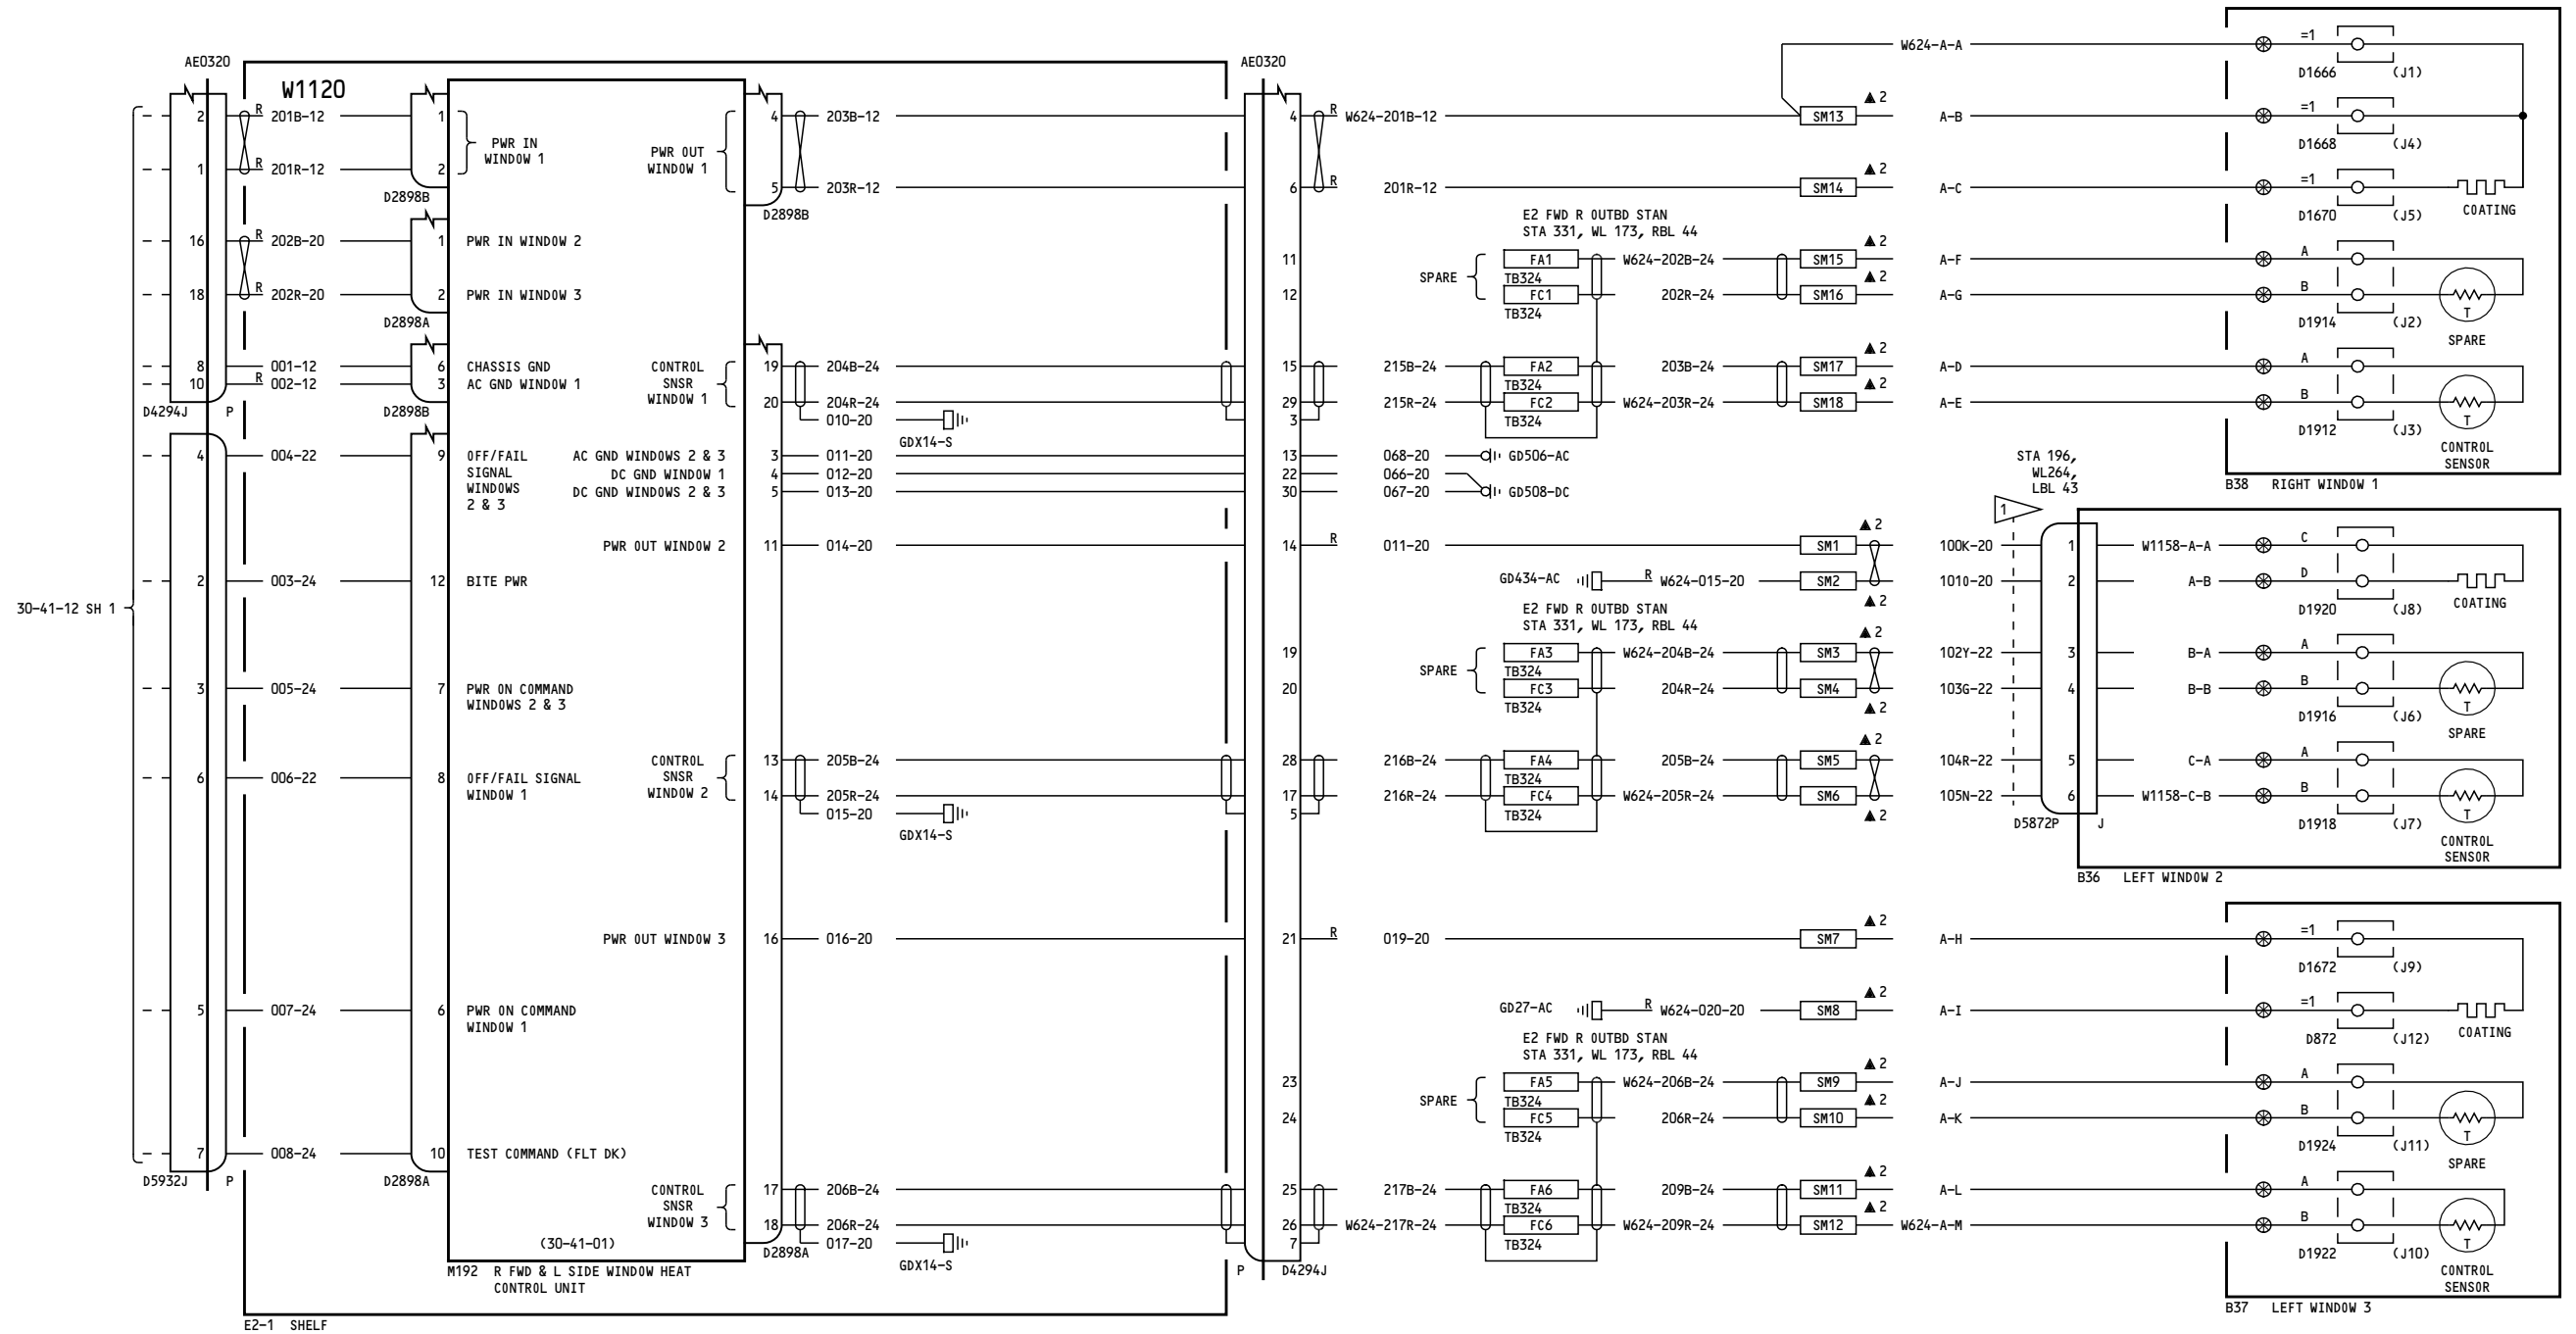 AE0320
W1120
30-41-12 SH 1
2 R 201B-12 1
1 R 201R-12 2
PWR IN
WINDOW 1
D2898B
16 R 202B-20 1 PWR IN WINDOW 2
18 R 202R-20 2 PWR IN WINDOW 3
D2898A
8 001-12 6 CHASSIS GND
10 R 002-12 3 AC GND WINDOW 1
D4294J P D2898B
4 004-22 9 OFF/FAIL
SIGNAL
WINDOWS
2 & 3
2 003-24 12 BITE PWR
3 005-24 7 PWR ON COMMAND
WINDOWS 2 & 3
6 006-22 8 OFF/FAIL SIGNAL
WINDOW 1
5 007-24 6 PWR ON COMMAND
WINDOW 1
7 008-24 10 TEST COMMAND (FLT DK)
D5932J P D2898A
(30-41-01)
M192 R FWD & L SIDE WINDOW HEAT
CONTROL UNIT
E2-1 SHELF
PWR OUT
WINDOW 1
4 203B-12
5 203R-12
D2898B
CONTROL
SNSR
WINDOW 1
19 204B-24
20 204R-24
010-20
GDX14-S
AC GND WINDOWS 2 & 3 3 011-20
DC GND WINDOW 1 4 012-20
DC GND WINDOWS 2 & 3 5 013-20
PWR OUT WINDOW 2 11 014-20
CONTROL
SNSR
WINDOW 2
13 205B-24
14 205R-24
015-20
GDX14-S
PWR OUT WINDOW 3 16 016-20
CONTROL
SNSR
WINDOW 3
17 206B-24
18 206R-24
017-20
D2898A
GDX14-S
AE0320
W624-A-A =1
D1666 (J1)
4 R W624-201B-12 SM13 2 A-B =1
D1668 (J4)
6 R 201R-12 SM14 2 A-C =1
D1670 (J5)
COATING
E2 FWD R OUTBD STAN
STA 331, WL 173, RBL 44
SPARE
11 FA1 W624-202B-24 SM15 2 A-F A
TB324
12 FC1 202R-24 SM16 2 A-G B
TB324
D1914 (J2)
T
SPARE
15 215B-24 FA2 203B-24 SM17 2 A-D A
TB324
29 215R-24 FC2 W624-203R-24 SM18 2 A-E B
3 TB324
D1912 (J3)
T
CONTROL
SENSOR
B38 RIGHT WINDOW 1
13 068-20 GD506-AC
22 066-20
30 067-20 GD508-DC
STA 196,
WL264,
LBL 43
1
14 R 011-20 SM1 2 100K-20 1 W1158-A-A C
GD434-AC R W624-015-20 SM2 2 1010-20 2 A-B D
D1920 (J8)
COATING
E2 FWD R OUTBD STAN
STA 331, WL 173, RBL 44
SPARE
19 FA3 W624-204B-24 SM3 2 102Y-22 3 B-A A
TB324
20 FC3 204R-24 SM4 2 103G-22 4 B-B B
TB324
D1916 (J6)
T
SPARE
28 216B-24 FA4 205B-24 SM5 2 104R-22 5 C-A A
TB324
17 216R-24 FC4 W624-205R-24 SM6 2 105N-22 6 W1158-C-B B
5 TB324
D5872P J
D1918 (J7)
T
CONTROL
SENSOR
B36 LEFT WINDOW 2
21 R 019-20 SM7 2 A-H =1
D1672 (J9)
GD27-AC R W624-020-20 SM8 2 A-I =1
D872 (J12)
COATING
E2 FWD R OUTBD STAN
STA 331, WL 173, RBL 44
SPARE
23 FA5 W624-206B-24 SM9 2 A-J A
TB324
24 FC5 206R-24 SM10 2 A-K B
TB324
D1924 (J11)
T
SPARE
25 217B-24 FA6 209B-24 SM11 2 A-L A
TB324
26 W624-217R-24 FC6 W624-209R-24 SM12 2 W624-A-M B
7 TB324
P D4294J
D1922 (J10)
T
CONTROL
SENSOR
B37 LEFT WINDOW 3